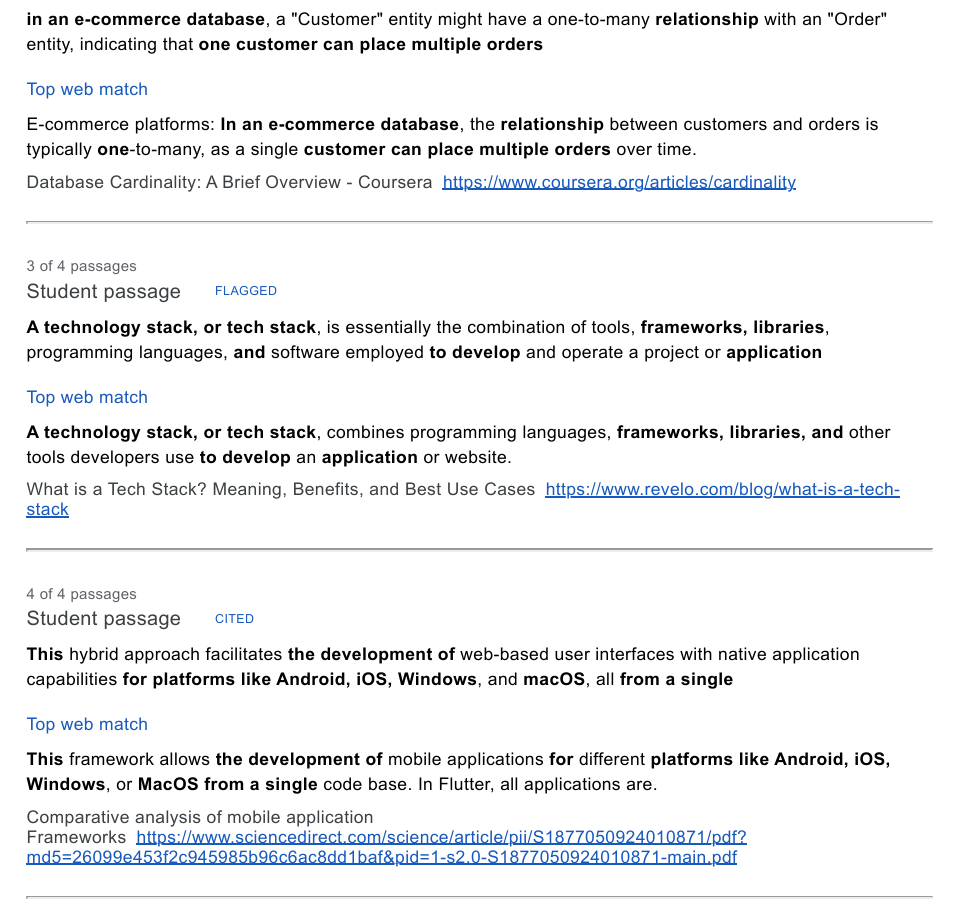 in an e-commerce database, a "Customer" entity might have a one-to-many relationship with an "Order"
entity, indicating that one customer can place multiple orders
Top web match
E-commerce platforms: In an e-commerce database, the relationship between customers and orders is
typically one-to-many, as a single customer can place multiple orders over time.
Database Cardinality: A Brief Overview - Coursera https://www.coursera.org/articles/cardinality
3 of 4 passages
Student passage FLAGGED
A technology stack, or tech stack, is essentially the combination of tools, frameworks, libraries,
programming languages, and software employed to develop and operate a project or application
Top web match
A technology stack, or tech stack, combines programming languages, frameworks, libraries, and other
tools developers use to develop an application or website.
What is a Tech Stack? Meaning, Benefits, and Best Use Cases https://www.revelo.com/blog/what-is-a-tech-
stack
4 of 4 passages
Student passage CITED
This hybrid approach facilitates the development of web-based user interfaces with native application
capabilities for platforms like Android, iOS, Windows, and macOS, all from a single
Top web match
This framework allows the development of mobile applications for different platforms like Android, iOS,
Windows, or MacOS from a single code base. In Flutter, all applications are.
Comparative analysis of mobile application
Frameworks https://www.sciencedirect.com/science/article/pii/S1877050924010871/pdf?
md5=26099e453f2c945985b96c6ac8dd1baf&pid=1-s2.0-S1877050924010871-main.pdf